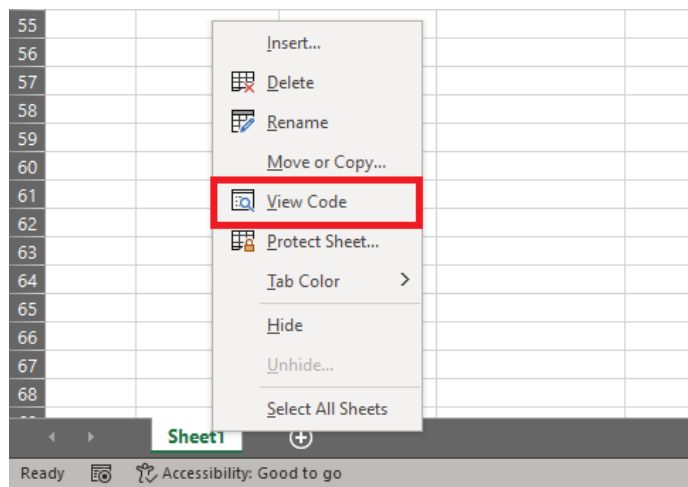 55
56
57
58
59
60
61
62
63
64
65
66
67
68
Insert...
Delete
Rename
Move or Copy...
View Code
Protect Sheet...
Tab Color
Hide
Unhide...
Select All Sheets
Sheet1
Ready
Accessibility: Good to go